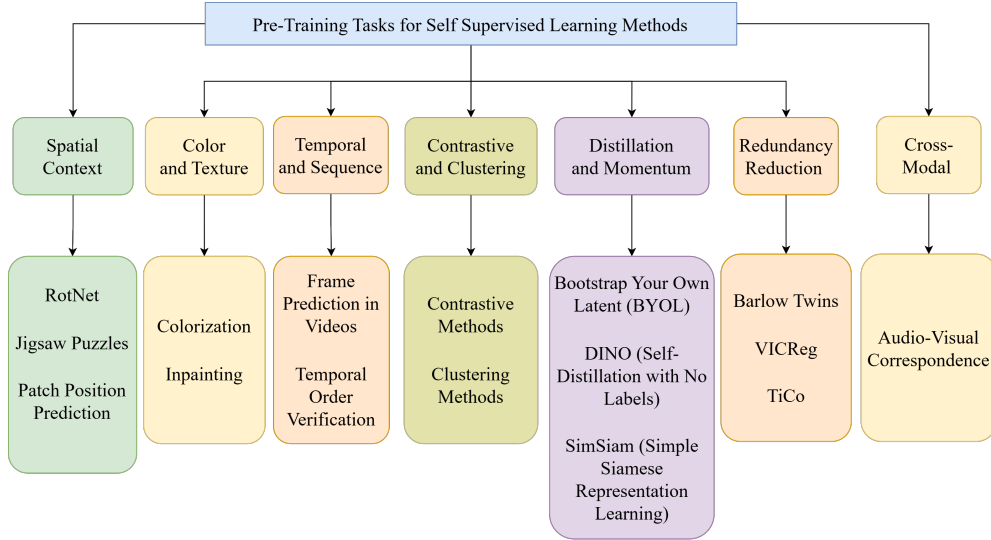 Pre-Training Tasks for Self Supervised Learning Methods
Spatial
Context
Color
and Texture
Temporal
and Sequence
Contrastive
and Clustering
Distillation
and Momentum
Redundancy
Reduction
Cross-
Modal
RotNet
Jigsaw Puzzles
Patch Position
Prediction
Colorization
Inpainting
Frame
Prediction in
Videos
Temporal
Order
Verification
Contrastive
Methods
Clustering
Methods
Bootstrap Your Own
Latent (BYOL)
DINO (Self-
Distillation with No
Labels)
SimSiam (Simple
Siamese
Representation
Learning)
Barlow Twins
VICReg
TiCo
Audio-Visual
Correspondence